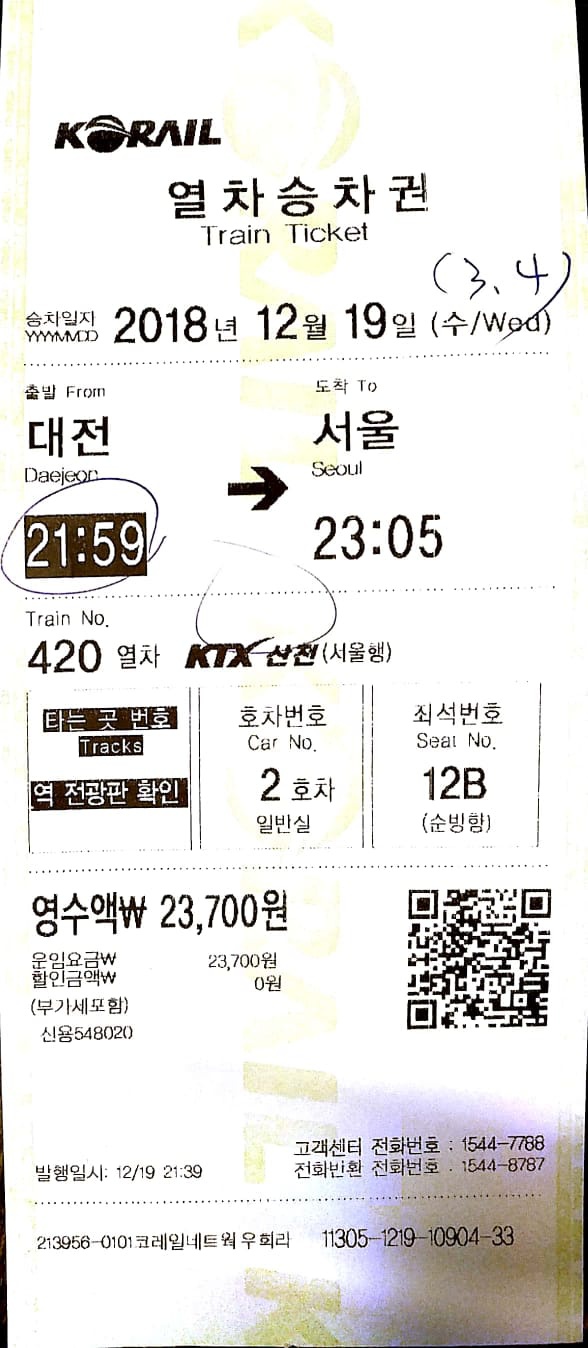 KORAIL
열차승차권
Train Ticket
(3, 4)
승차일자 YYYYMMDD 2018년 12월 19일 (수/Wed)
출발 From
도착 To
대전
서울
Daejeon
Seoul
21:59
23:05
Train No.
420 열차 KTX 산천(서울행)
타는 곳 번호
Tracks
역 전광판 확인
호차번호
Car No.
2 호차
일반실
좌석번호
Seat No.
12B
(순방향)
영수액₩ 23,700원
운임요금₩ 23,700원
할인금액₩ 0원
(부가세포함)
신용548020
고객센터 전화번호 : 1544-7788
발행일시: 12/19 21:39
전화반환 전화번호 : 1544-8787
213956-0101코레일네트웍 우희라 11305-1219-10904-33